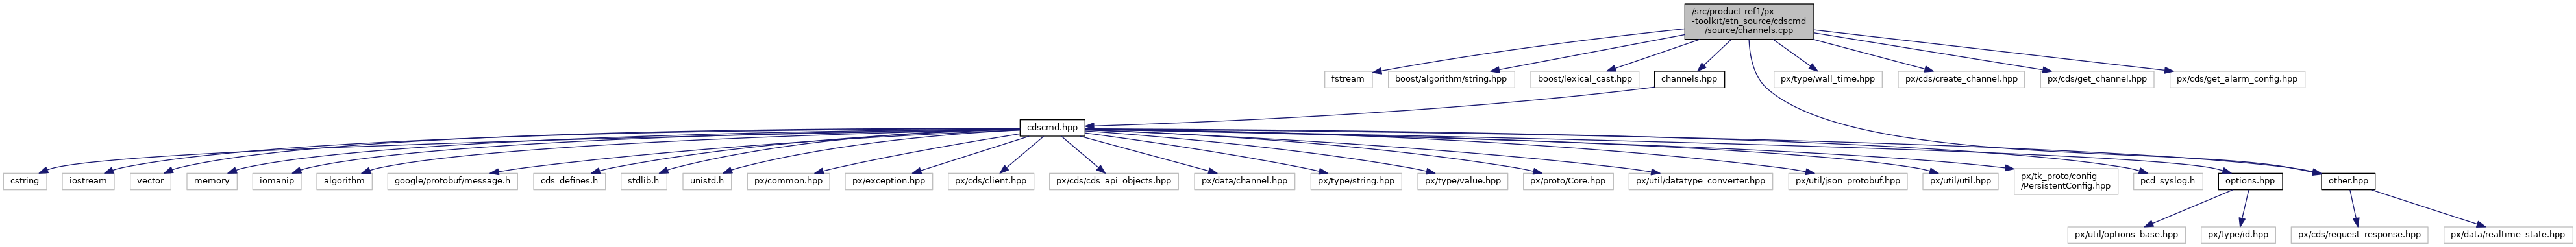 /src/product-ref1/px
-toolkit/etn_source/cdscmd
/source/channels.cpp
fstream
boost/algorithm/string.hpp
boost/lexical_cast.hpp
channels.hpp
px/type/wall_time.hpp
px/cds/create_channel.hpp
px/cds/get_channel.hpp
px/cds/get_alarm_config.hpp
cdscmd.hpp
cstring
iostream
vector
memory
iomanip
algorithm
google/protobuf/message.h
cds_defines.h
stdlib.h
unistd.h
px/common.hpp
px/exception.hpp
px/cds/client.hpp
px/cds/cds_api_objects.hpp
px/data/channel.hpp
px/type/string.hpp
px/type/value.hpp
px/proto/Core.hpp
px/util/datatype_converter.hpp
px/util/json_protobuf.hpp
px/util/util.hpp
px/tk_proto/config
/PersistentConfig.hpp
pcd_syslog.h
options.hpp
other.hpp
px/util/options_base.hpp
px/type/id.hpp
px/cds/request_response.hpp
px/data/realtime_state.hpp